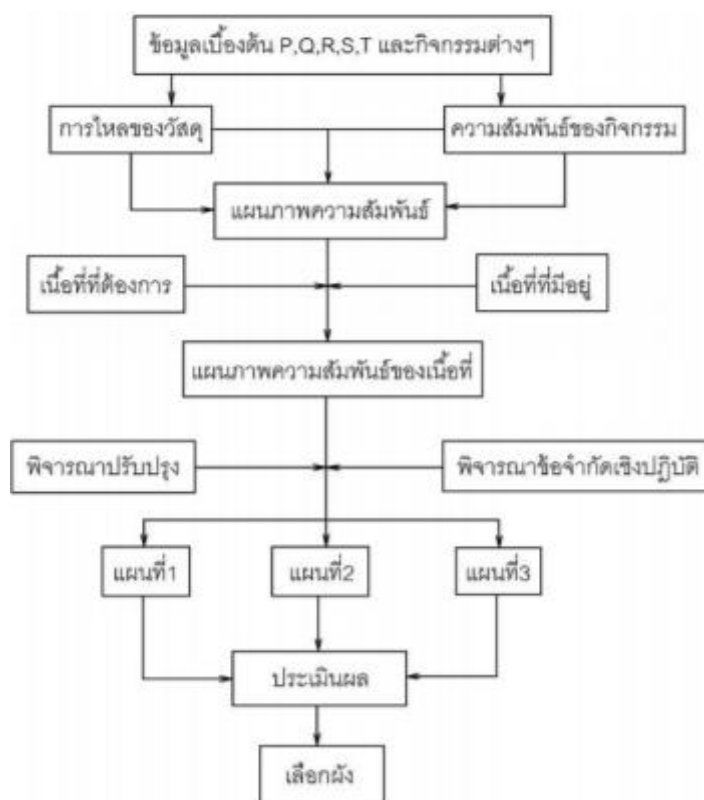 ข้อมูลเบื้องต้น P,Q,R,S,T และกิจกรรมต่างๆ
การไหลของวัสดุ
ความสัมพันธ์ของกิจกรรม
แผนภาพความสัมพันธ์
เนื้อที่ที่ต้องการ
เนื้อที่ที่มีอยู่
แผนภาพความสัมพันธ์ของเนื้อที่
พิจารณาปรับปรุง
พิจารณาข้อจำกัดเชิงปฏิบัติ
แผนที่1
แผนที่2
แผนที่3
ประเมินผล
เลือกผัง